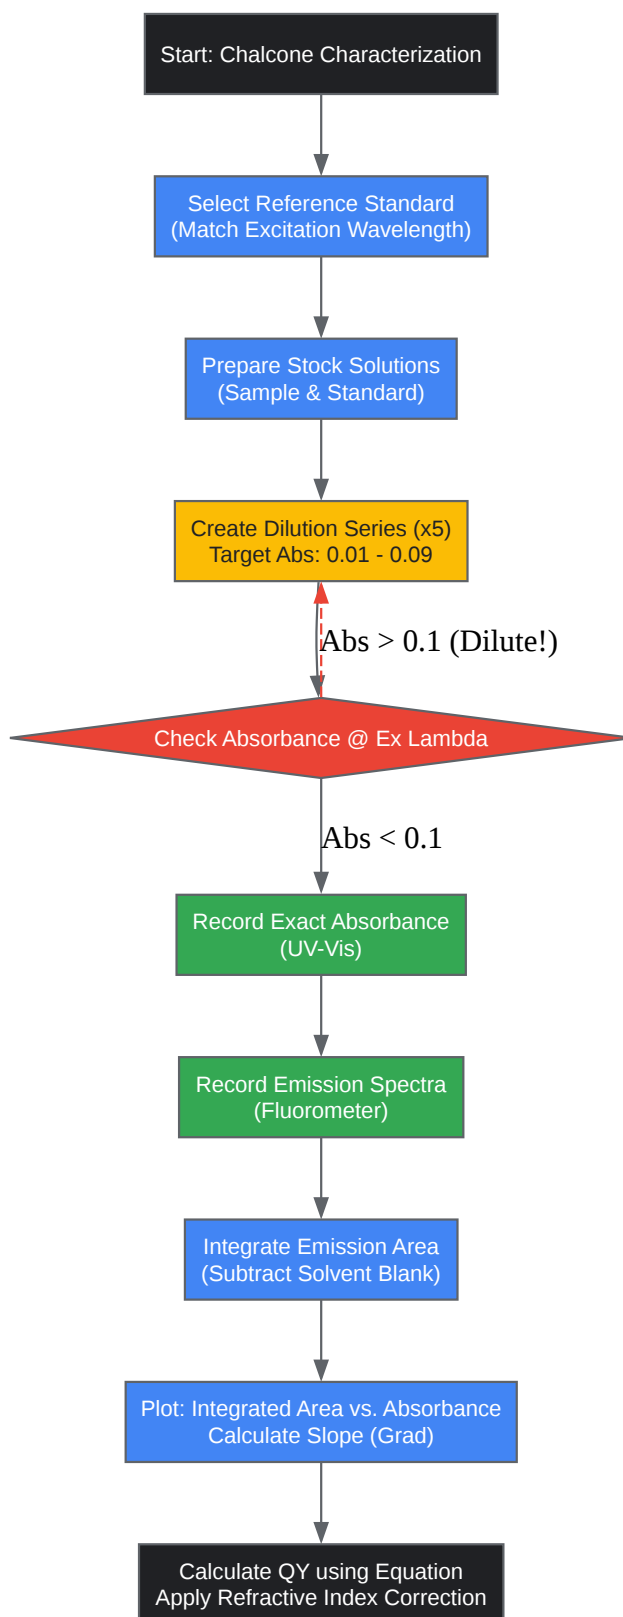 Start: Chalcone Characterization
Select Reference Standard
(Match Excitation Wavelength)
Prepare Stock Solutions
(Sample & Standard)
Create Dilution Series (x5)
Target Abs: 0.01 - 0.09
Abs > 0.1 (Dilute!)
Check Absorbance @ Ex Lambda
Abs < 0.1
Record Exact Absorbance
(UV-Vis)
Record Emission Spectra
(Fluorometer)
Integrate Emission Area
(Subtract Solvent Blank)
Plot: Integrated Area vs. Absorbance
Calculate Slope (Grad)
Calculate QY using Equation
Apply Refractive Index Correction